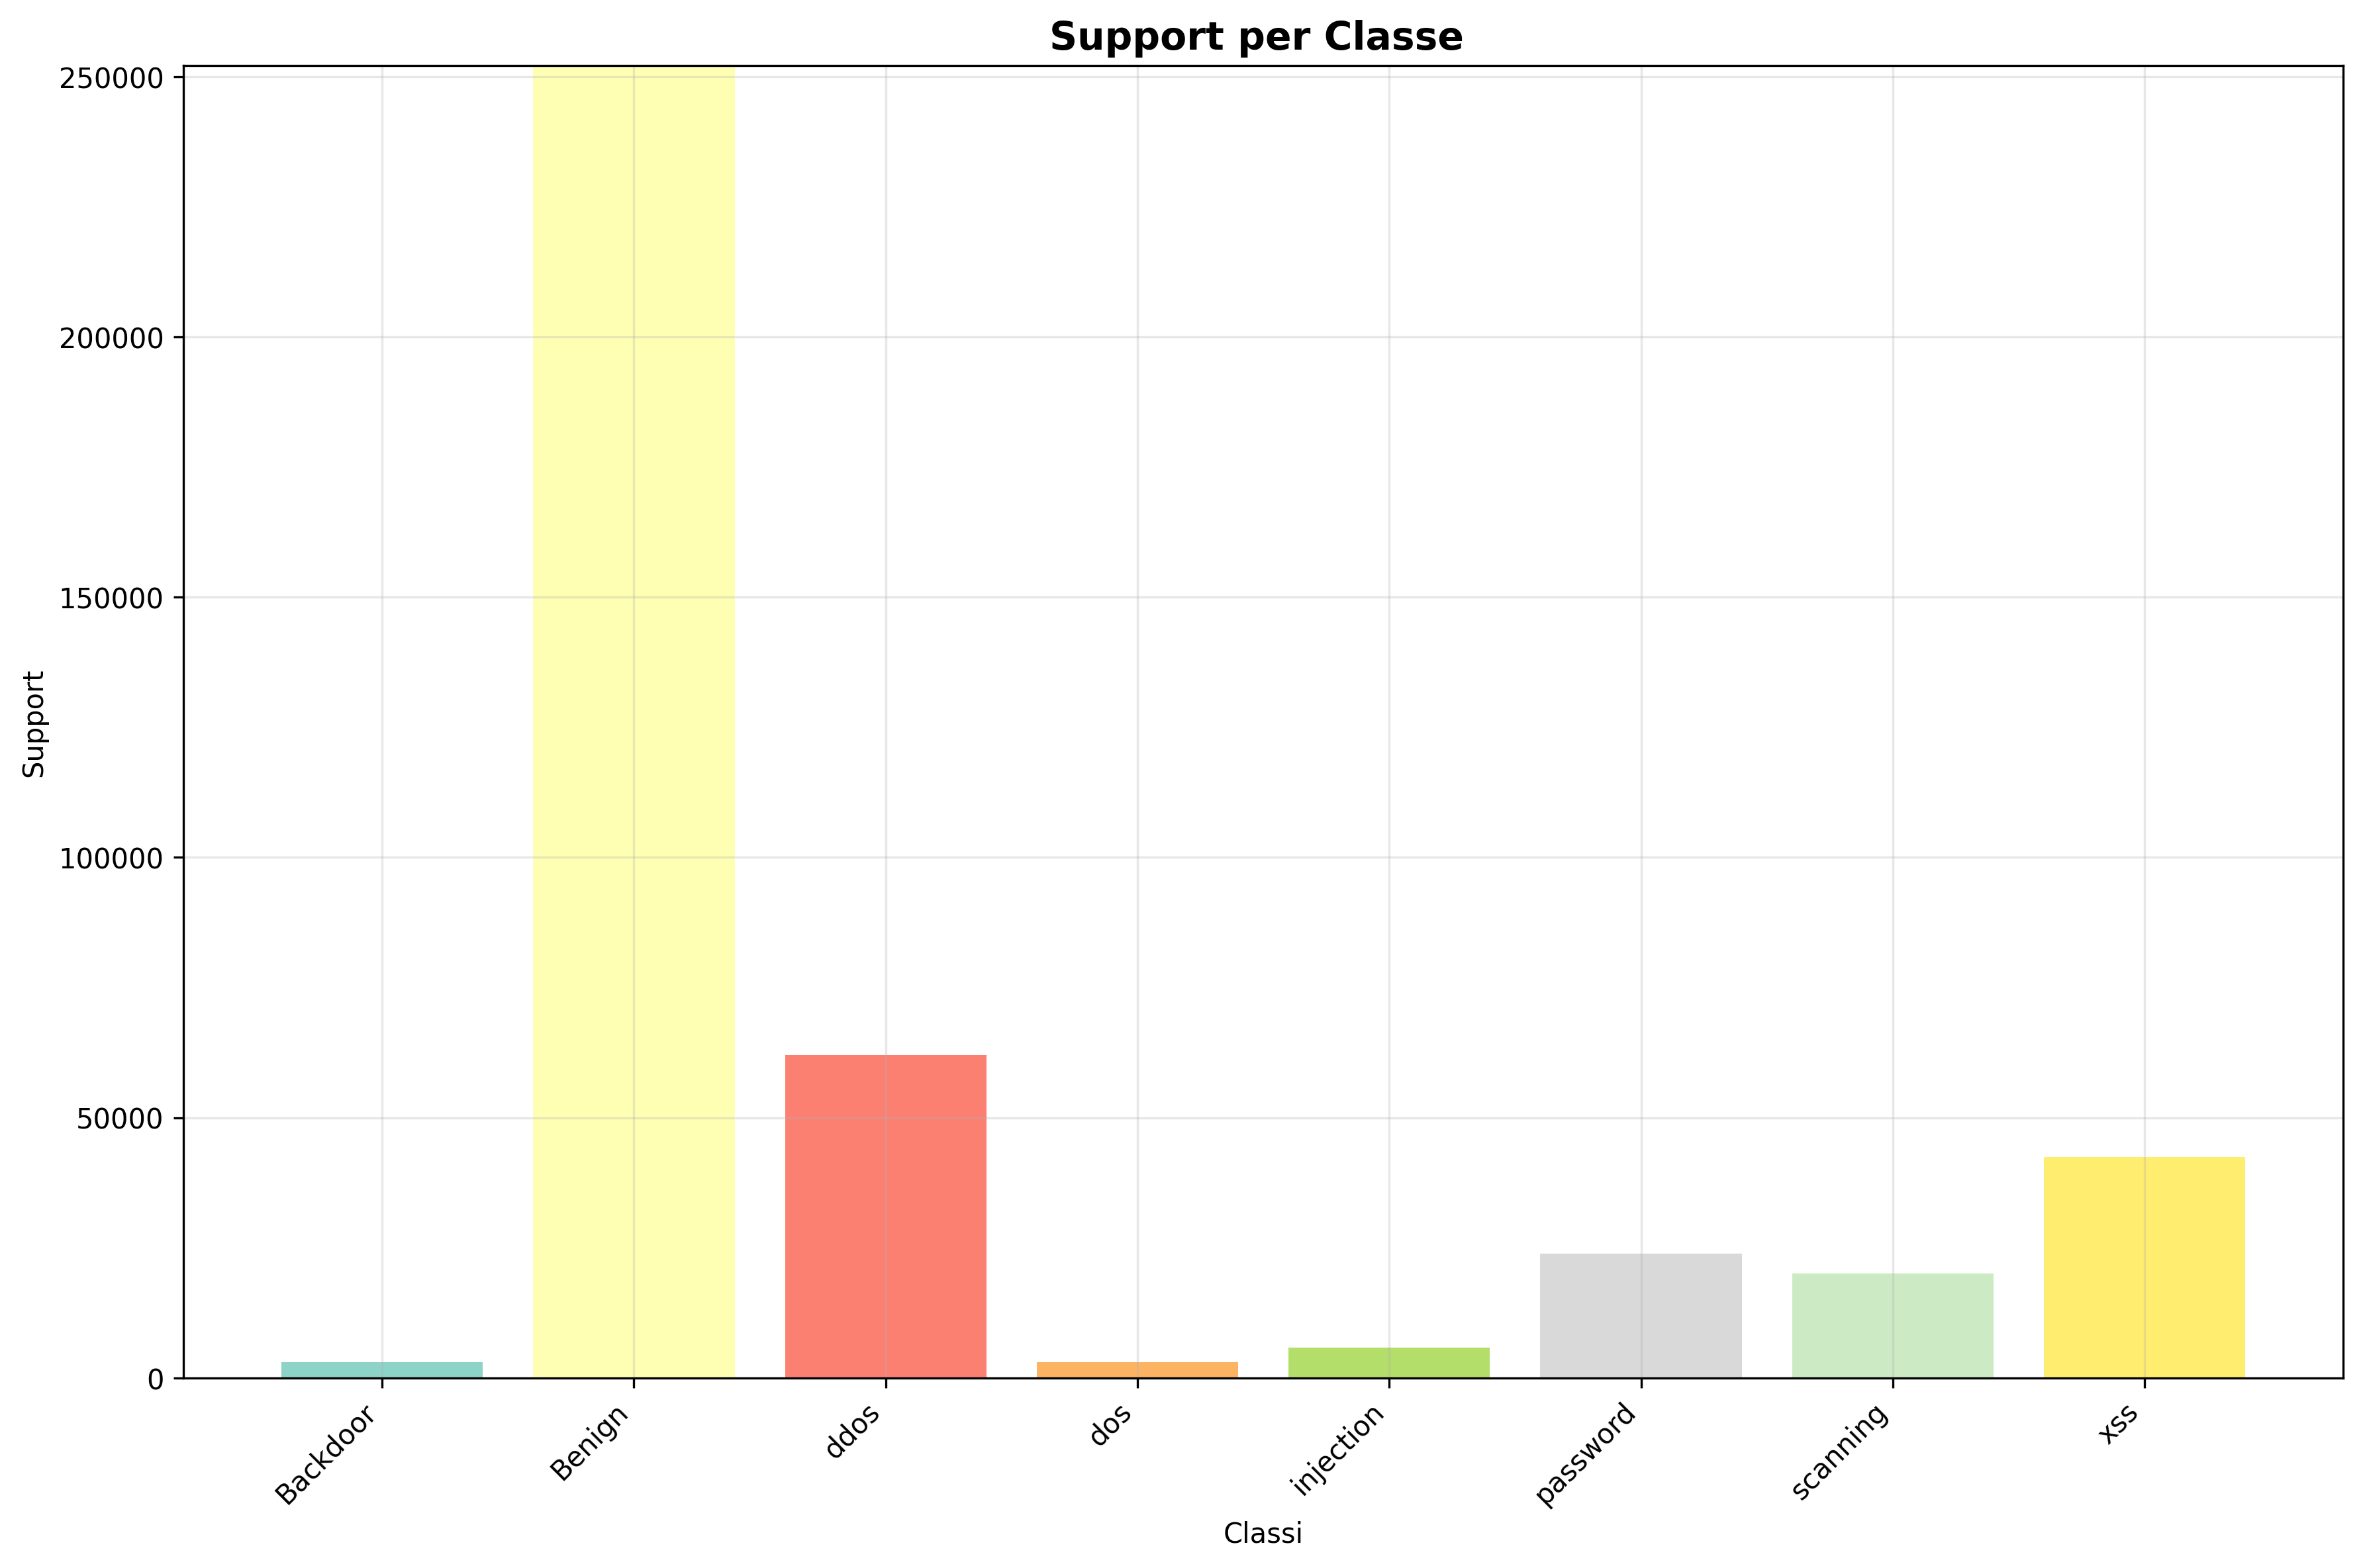 Support per Classe
250000
200000
150000
100000
50000
0
Support
Backdoor
Benign
ddos
dos
injection
password
scanning
xss
Classi